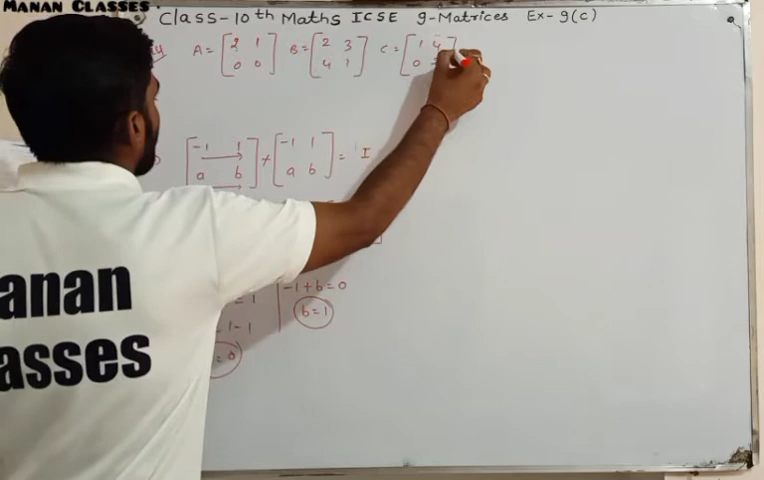 MANAN CLASSES
Class-10th Maths ICSE 9-Matrices Ex-9(c)
A = [2 1 B = [2 3 C = [1 4
0 0] 4 1] 0
[-1 1 + [-1 1 = I
a b] a b]
= 1 -1+b=0
-1-1 b=1
=0
anan
asses